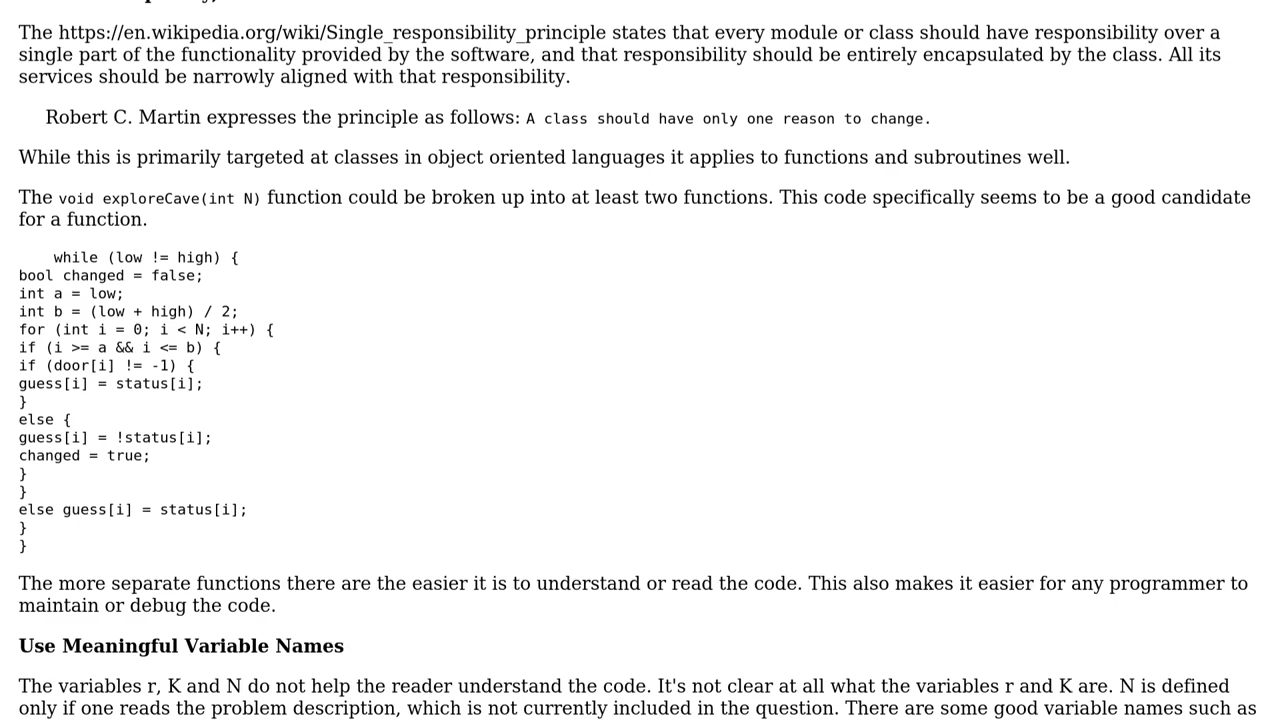 The https://en.wikipedia.org/wiki/Single_responsibility_principle states that every module or class should have responsibility over a
single part of the functionality provided by the software, and that responsibility should be entirely encapsulated by the class. All its
services should be narrowly aligned with that responsibility.
Robert C. Martin expresses the principle as follows: A class should have only one reason to change.
While this is primarily targeted at classes in object oriented languages it applies to functions and subroutines well.
The void exploreCave(int N) function could be broken up into at least two functions. This code specifically seems to be a good candidate
for a function.
while (low != high) {
bool changed = false;
int a = low;
int b = (low + high) / 2;
for (int i = 0; i < N; i++) {
if (i >= a && i <= b) {
if (door[i] != -1) {
guess[i] = status[i];
}
else {
guess[i] = !status[i];
changed = true;
}
}
else guess[i] = status[i];
}
}
The more separate functions there are the easier it is to understand or read the code. This also makes it easier for any programmer to
maintain or debug the code.
Use Meaningful Variable Names
The variables r, K and N do not help the reader understand the code. It's not clear at all what the variables r and K are. N is defined
only if one reads the problem description, which is not currently included in the question. There are some good variable names such as